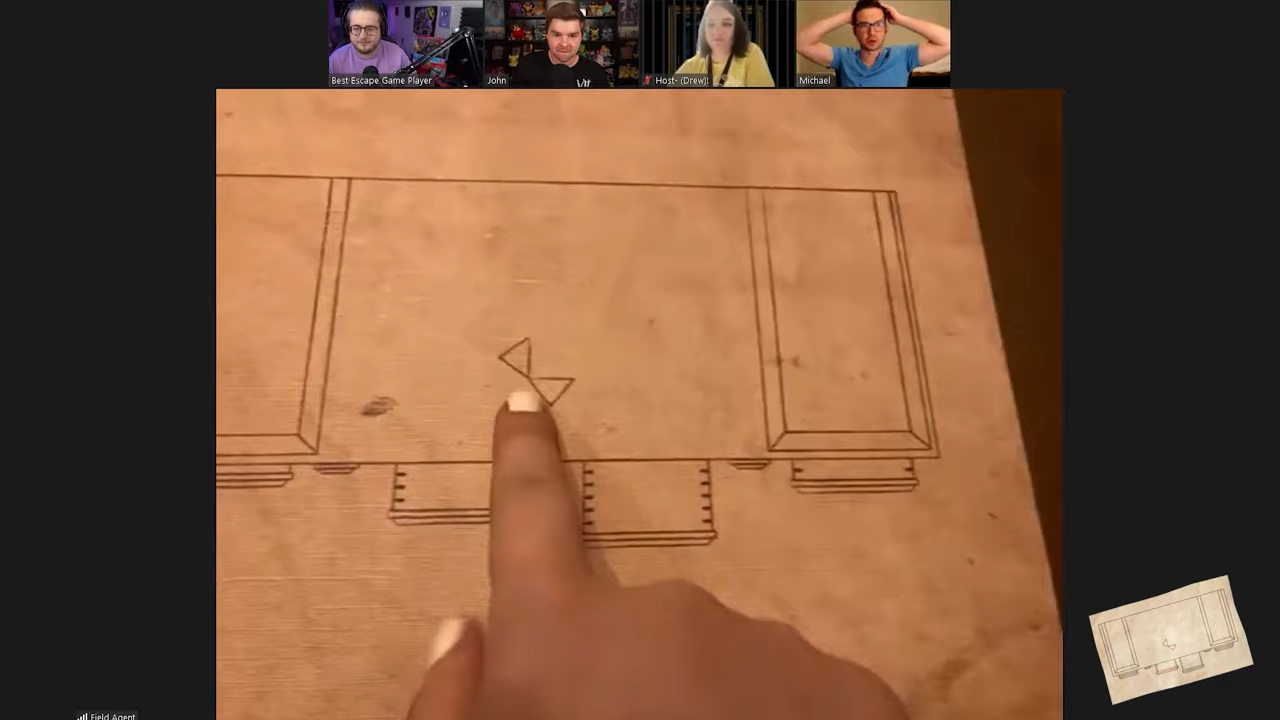 Best Escape Game Player
John
Host- (Drew)!
Michael
Field Agent